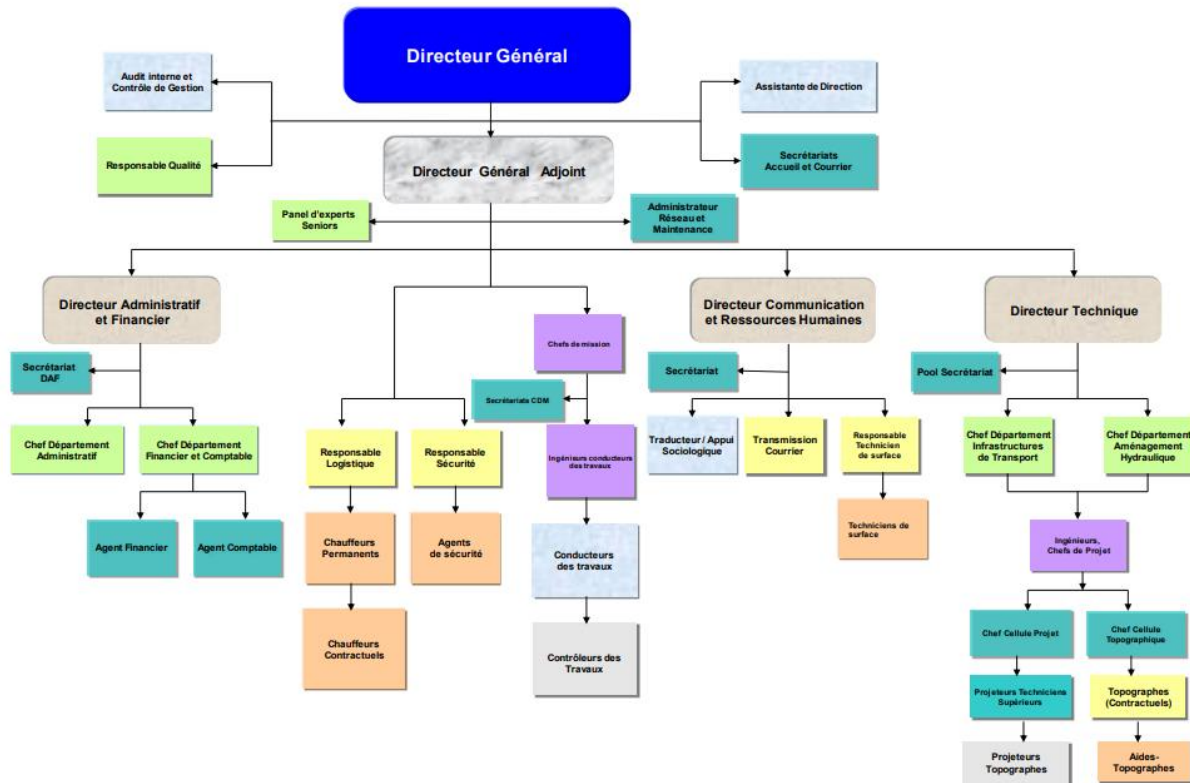 Directeur Général
Audit interne et
Contrôle de Gestion
Assistante de Direction
Responsable Qualité
Directeur Général Adjoint
Secrétariats
Accueil et Courrier
Panel d'experts
Seniors
Administrateur
Réseau et
Maintenance
Directeur Administratif
et Financier
Directeur Communication
et Ressources Humaines
Directeur Technique
Chefs de mission
Secrétariat
DAF
Secrétariat
Pool Secrétariat
Secrétariats CDM
Chef Département
Administratif
Chef Département
Financier et Comptable
Responsable
Logistique
Responsable
Sécurité
Ingénieurs conducteurs
des travaux
Traducteur / Appui
Sociologique
Transmission
Courrier
Responsable
Technicien
de surface
Chef Département
Infrastructures
de Transport
Chef Département
Aménagement
Hydraulique
Agent Financier
Agent Comptable
Chauffeurs
Permanents
Agents
de sécurité
Conducteurs
des travaux
Techniciens de
surface
Ingénieurs,
Chefs de Projet
Chauffeurs
Contractuels
Contrôleurs des
Travaux
Chef Cellule Projet
Chef Cellule
Topographique
Projeteurs Techniciens
Supérieurs
Topographes
(Contractuels)
Projeteurs
Topographes
Aides-
Topographes